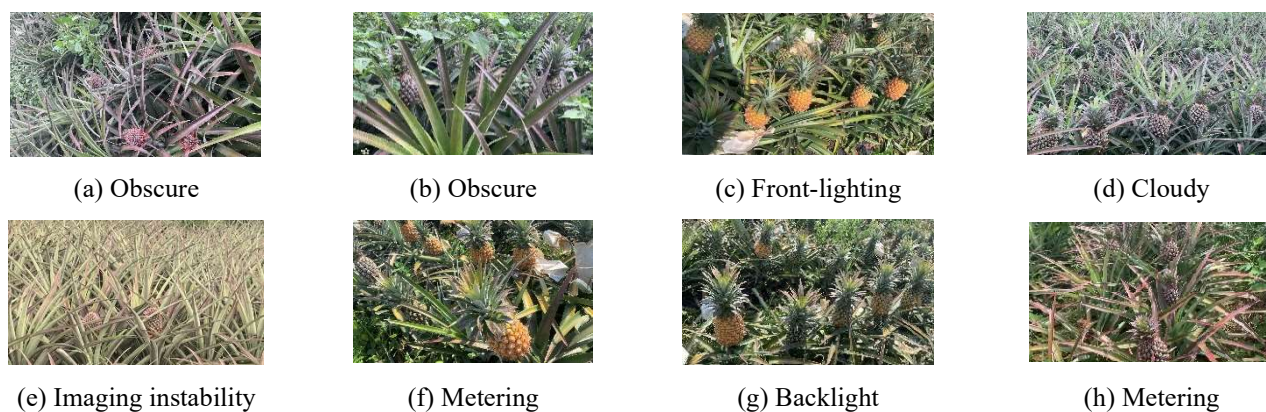 (a) Obscure
(b) Obscure
(c) Front-lighting
(d) Cloudy
(e) Imaging instability
(f) Metering
(g) Backlight
(h) Metering